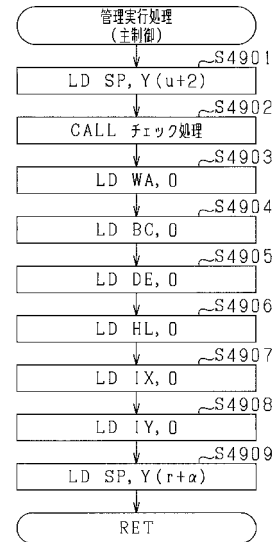 管理実行処理
(主制御)
S4901
LD SP, Y(u+2)
S4902
CALL チェック処理
S4903
LD WA, 0
S4904
LD BC, 0
S4905
LD DE, 0
S4906
LD HL, 0
S4907
LD IX, 0
S4908
LD IY, 0
S4909
LD SP, Y(r+α)
RET